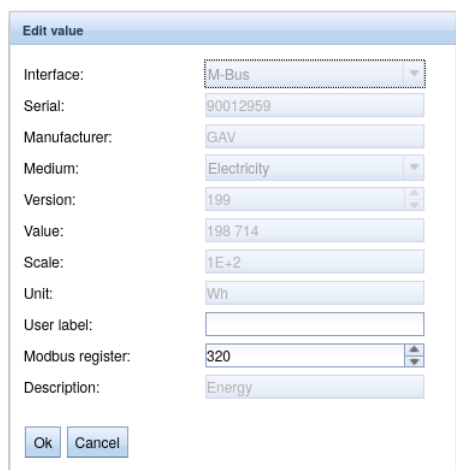 Edit value
Interface: M-Bus
Serial: 90012959
Manufacturer: GAV
Medium: Electricity
Version: 199
Value: 198 714
Scale: 1E+2
Unit: Wh
User label:
Modbus register: 320
Description: Energy
Ok Cancel